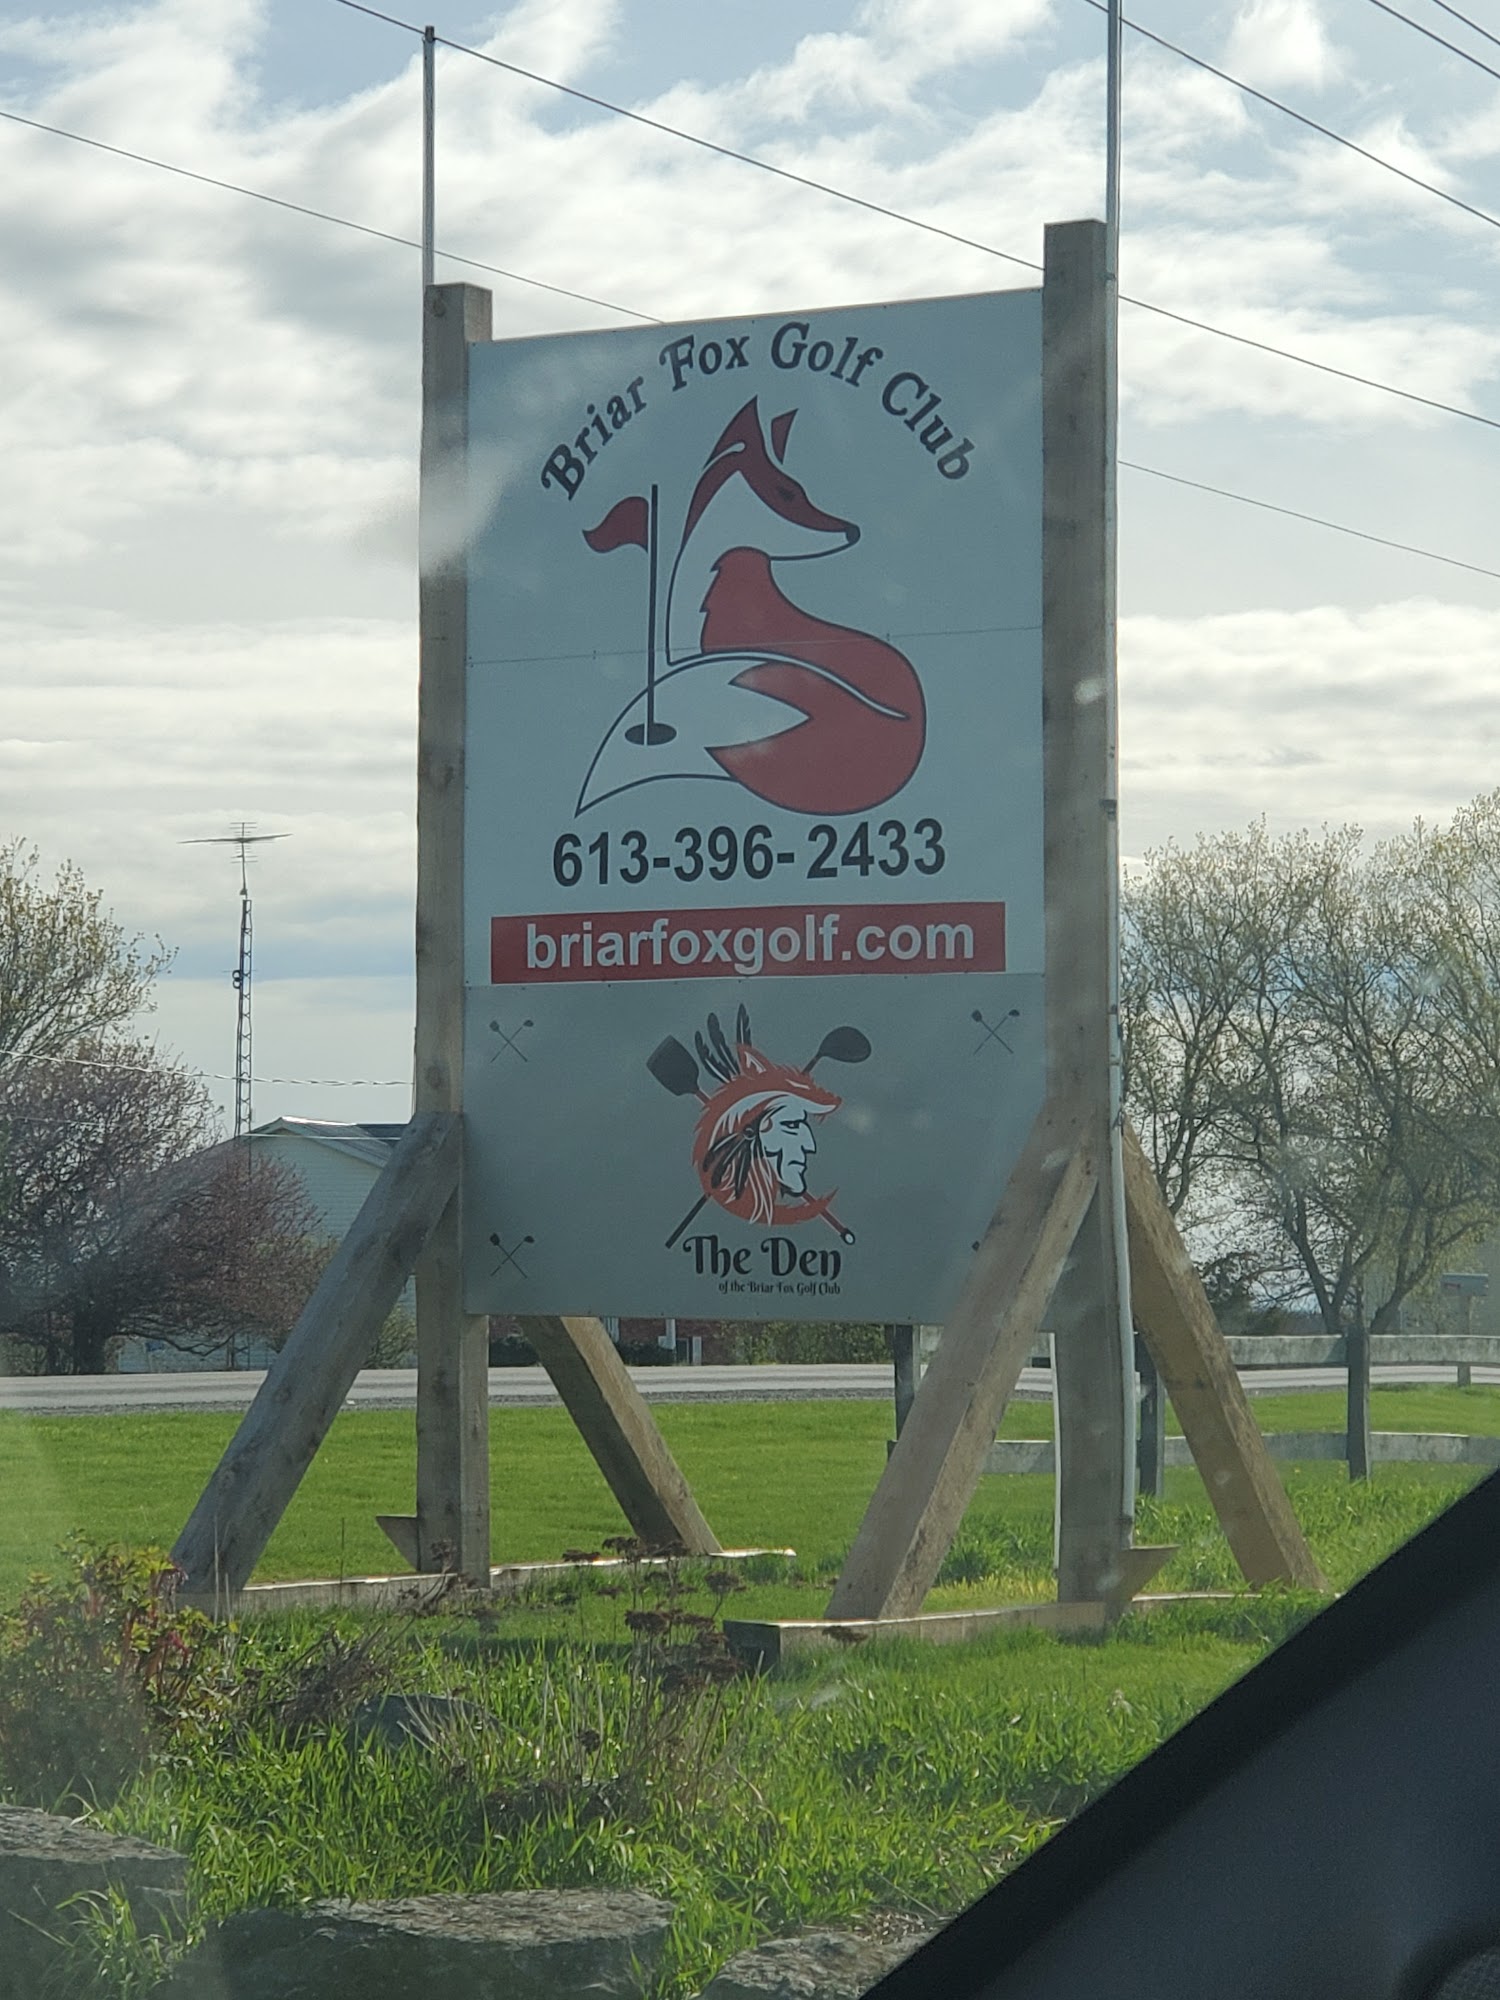 Briar Fox Golf Club
613-396-2433
briarfoxgolf.com
The Den
of the Briar Fox Golf Club